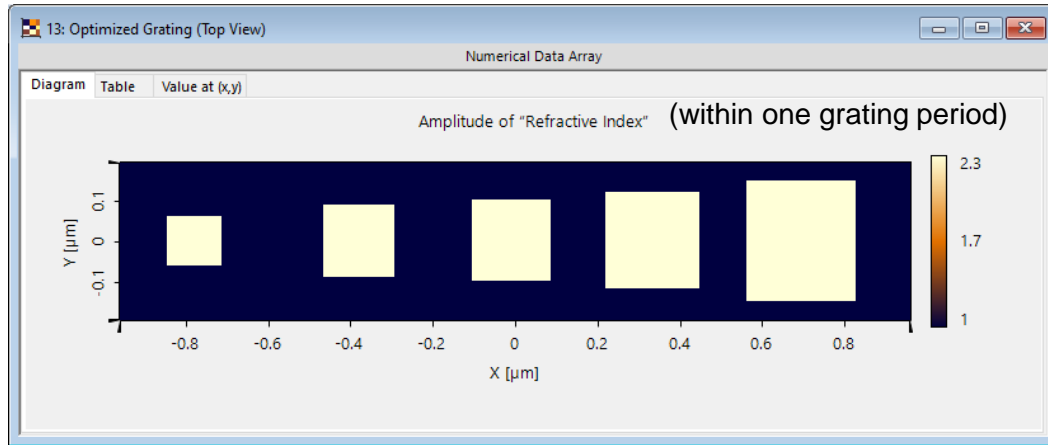 13: Optimized Grating (Top View)
Numerical Data Array
Diagram Table Value at (x,y)
Amplitude of "Refractive Index" (within one grating period)
Y [µm]
0.1
0
-0.1
2.3
1.7
1
-0.8 -0.6 -0.4 -0.2 0 0.2 0.4 0.6 0.8
X [µm]